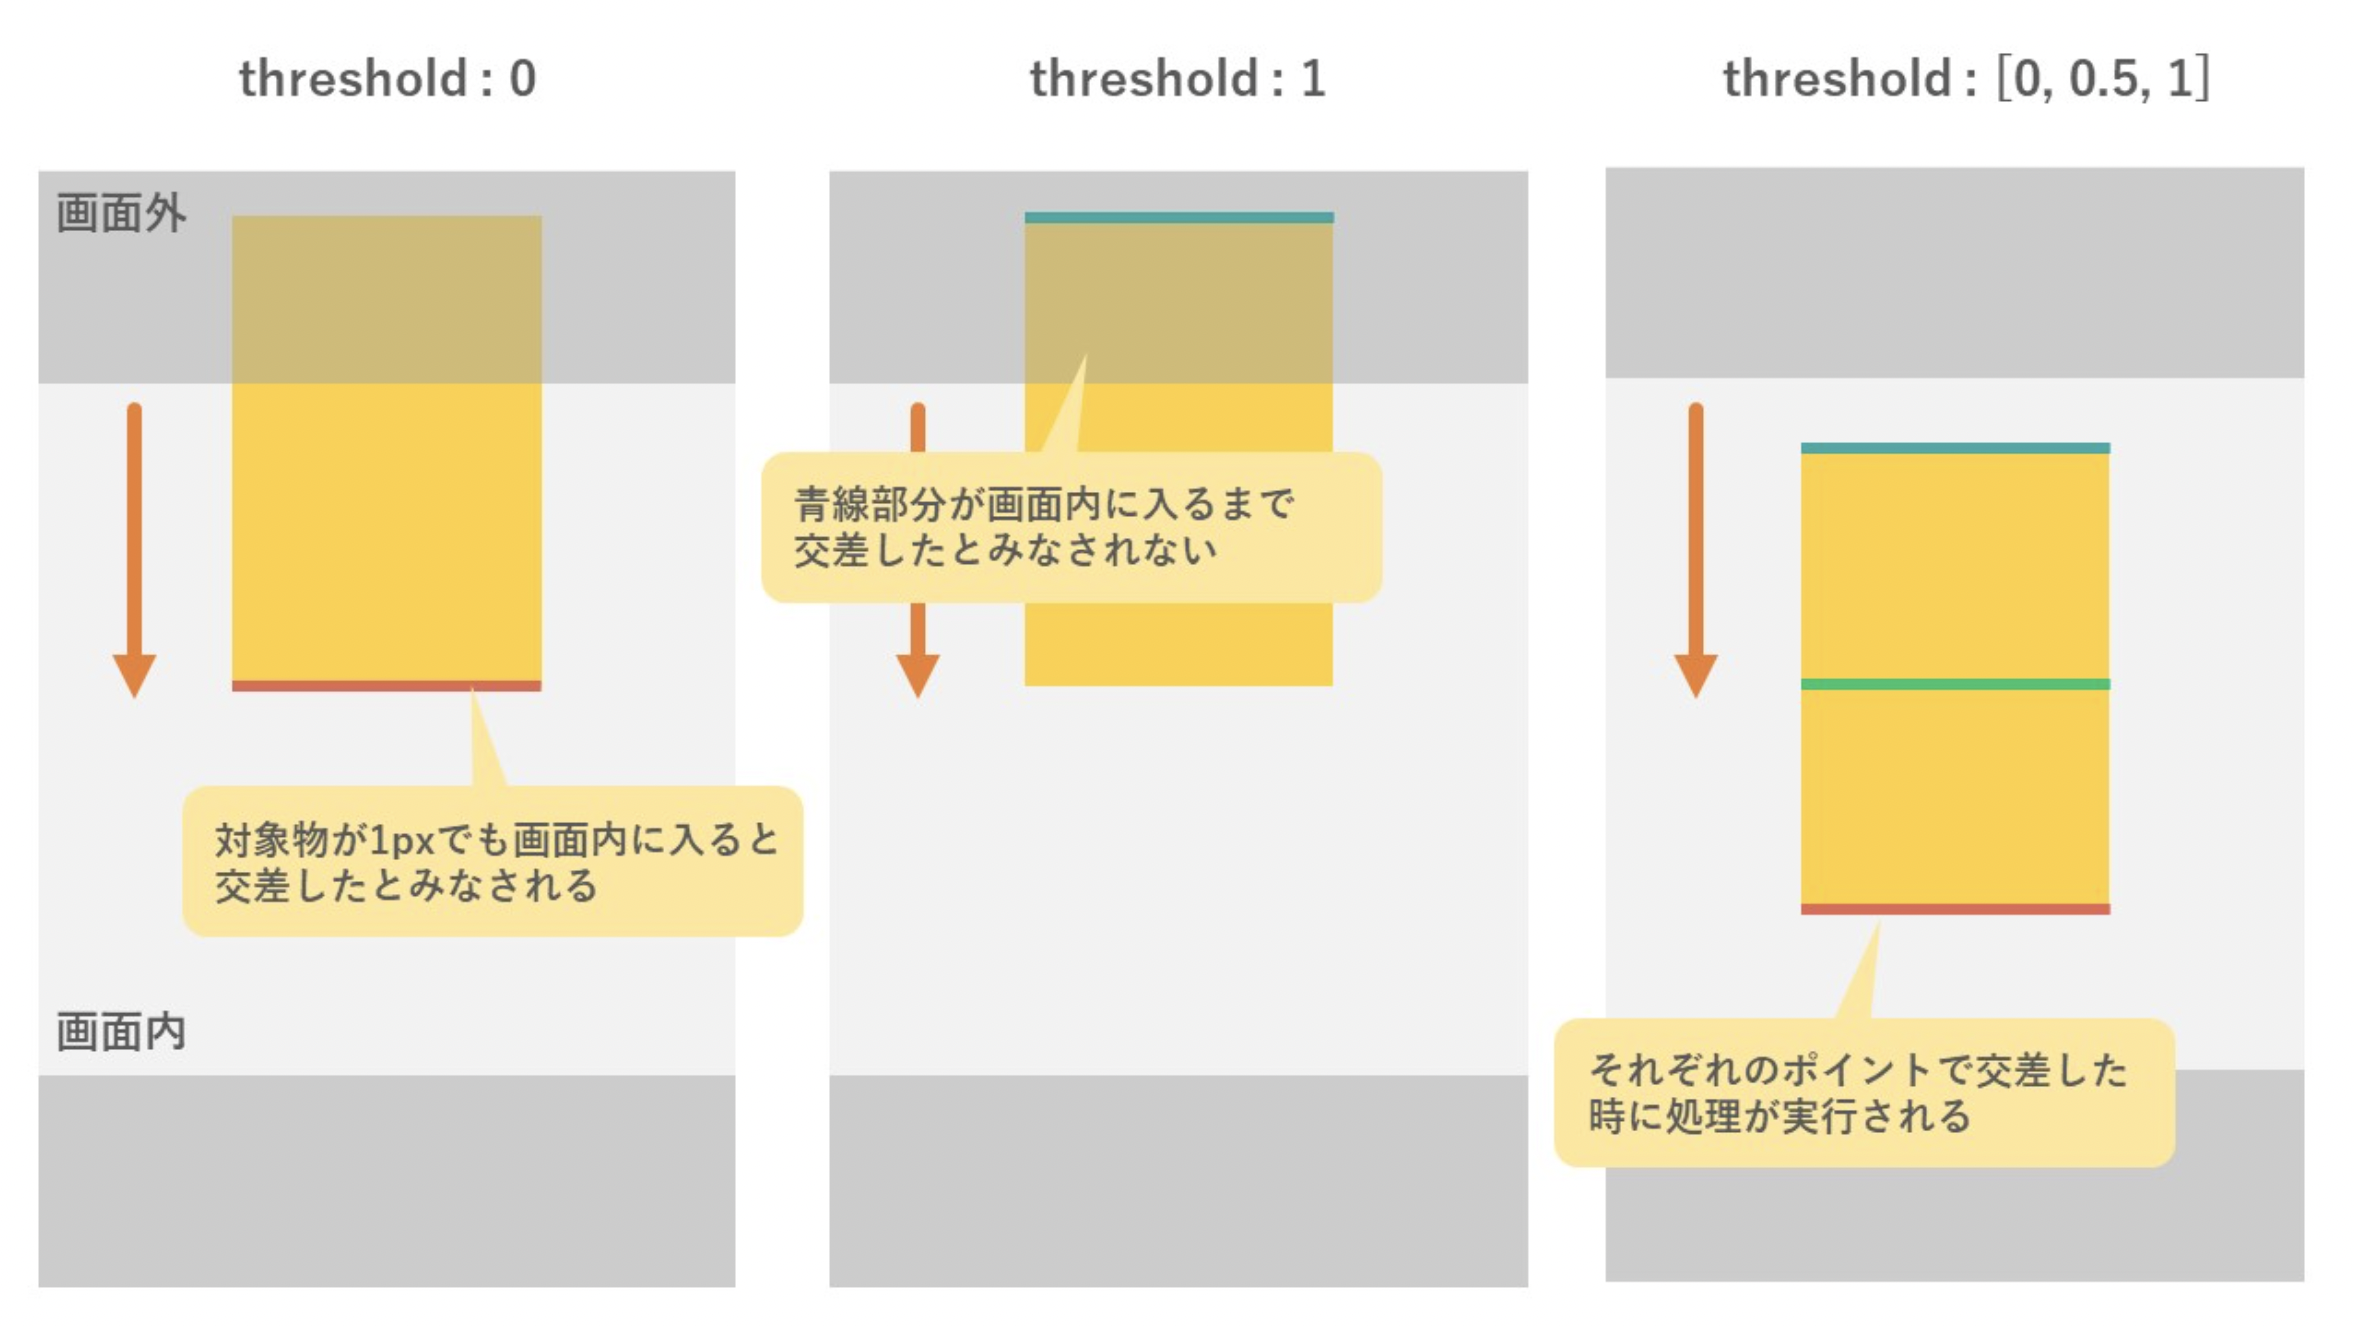 threshold : 0
画面外
対象物が1pxでも画面内に入ると
交差したとみなされる
画面内
threshold : 1
青線部分が画面内に入るまで
交差したとみなされない
threshold : [0, 0.5, 1]
それぞれのポイントで交差した
時に処理が実行される